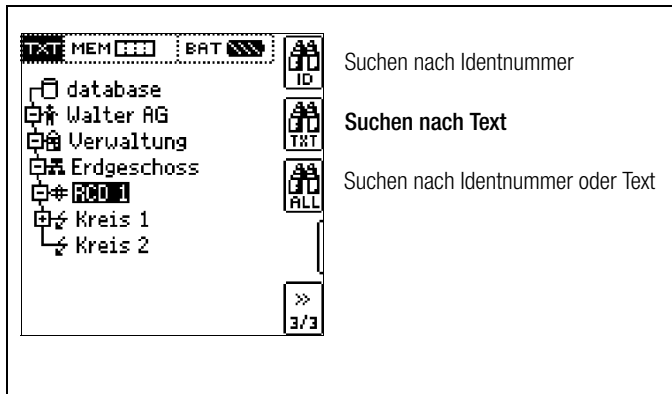 TXT MEM BAT
ID
Suchen nach Identnummer
database
Walter AG
TXT
Suchen nach Text
Verwaltung
Erdgeschoss
ALL
Suchen nach Identnummer oder Text
RCD 1
Kreis 1
Kreis 2
>>
3/3